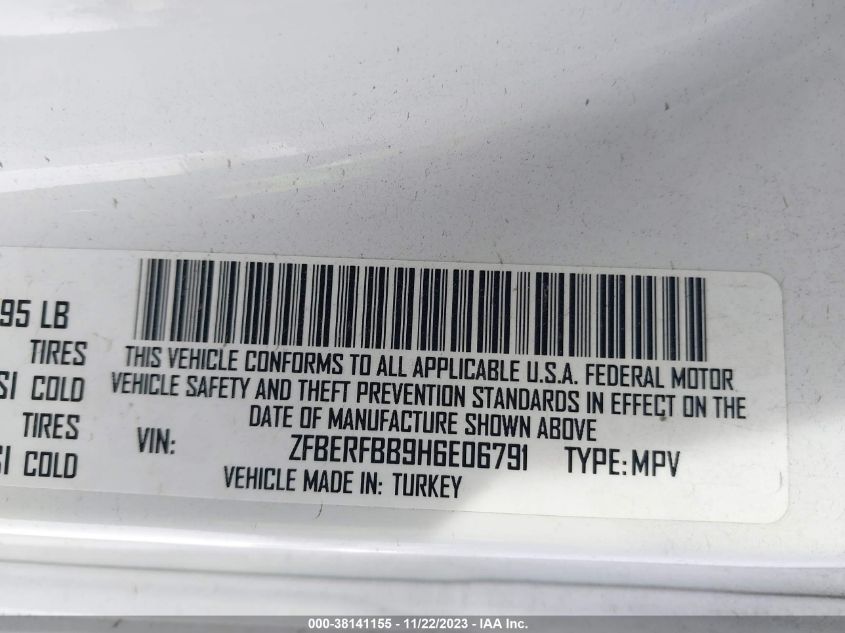 95 LB
TIRES
SI COLD
TIRES
SI COLD
THIS VEHICLE CONFORMS TO ALL APPLICABLE U.S.A. FEDERAL MOTOR
VEHICLE SAFETY AND THEFT PREVENTION STANDARDS IN EFFECT ON THE
DATE OF MANUFACTURE SHOWN ABOVE
VIN: ZFBERFBB9H6E06791 TYPE: MPV
VEHICLE MADE IN: TURKEY
000-38141155 - 11/22/2023 - IAA Inc.